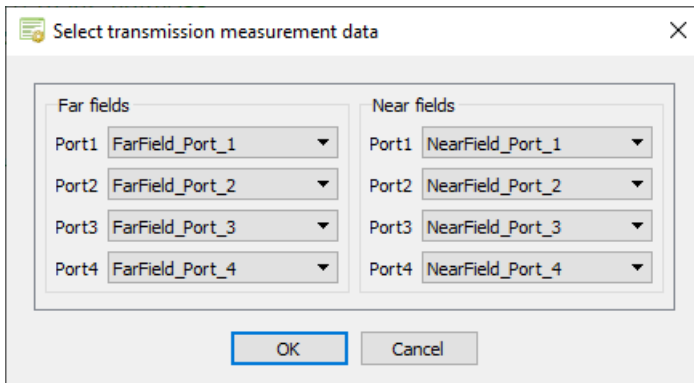 Select transmission measurement data
Far fields
Near fields
Port1 FarField_Port_1
Port1 NearField_Port_1
Port2 FarField_Port_2
Port2 NearField_Port_2
Port3 FarField_Port_3
Port3 NearField_Port_3
Port4 FarField_Port_4
Port4 NearField_Port_4
OK
Cancel